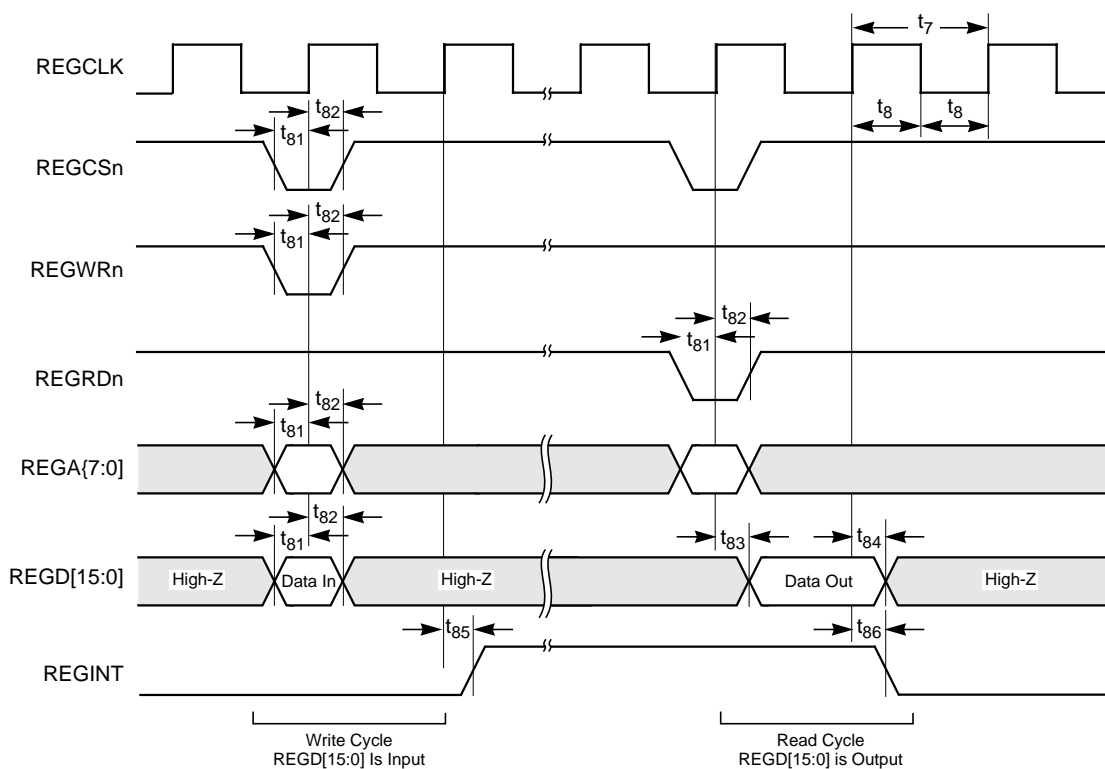 t7
REGCLK
t8 t8
t82
t81
REGCSn
t82
t81
REGWRn
t82
t81
REGRDn
t82
t81
REGA{7:0]
t82
t81 t83 t84
REGD[15:0] High-Z Data In High-Z Data Out High-Z
t85 t86
REGINT
Write Cycle
REGD[15:0] Is Input
Read Cycle
REGD[15:0] is Output